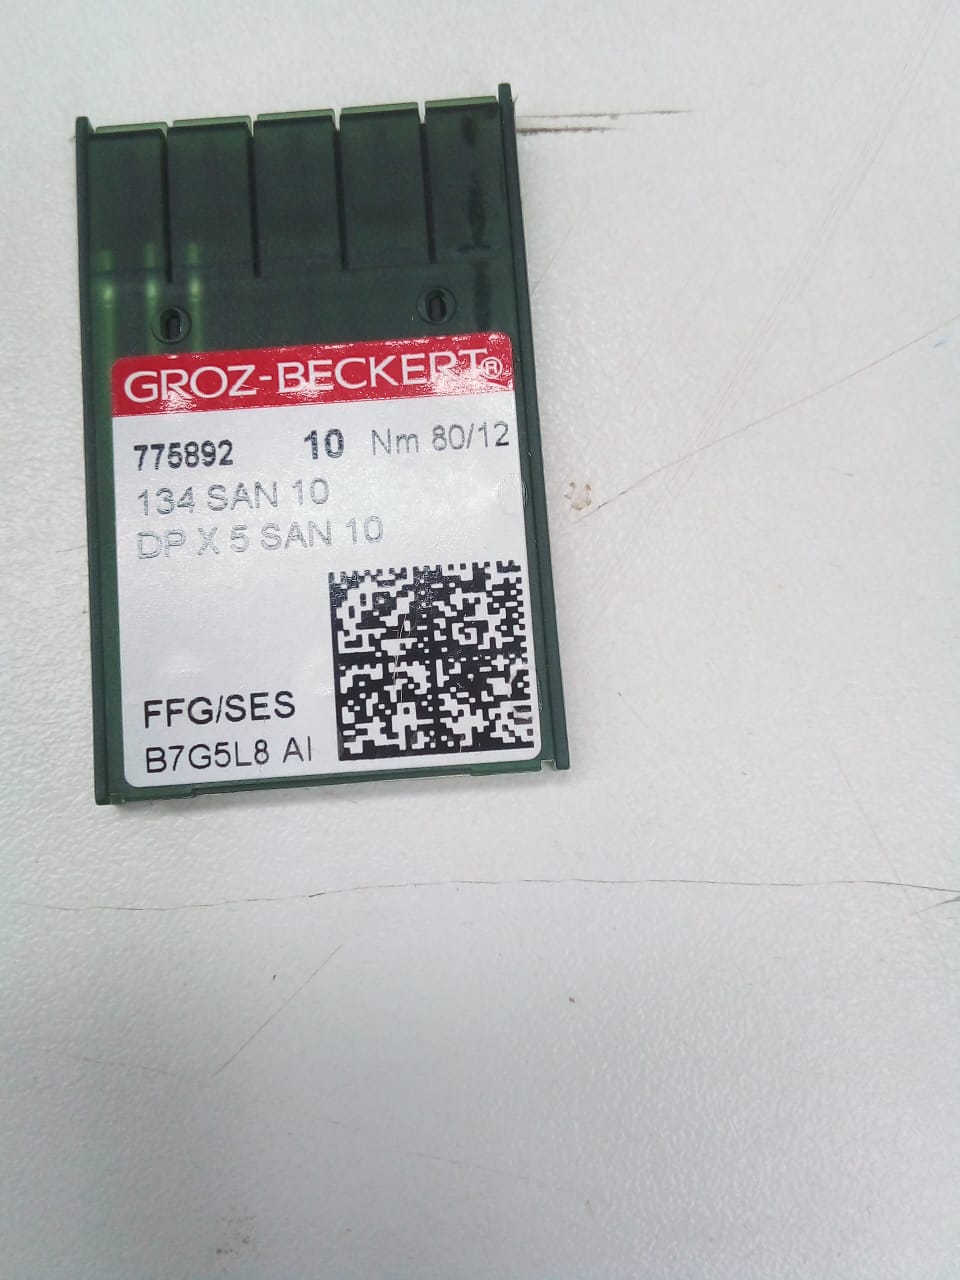 GROZ-BECKERT®
775892 10 Nm 80/12
134 SAN 10
DP X 5 SAN 10
FFG/SES
B7G5L8 AI